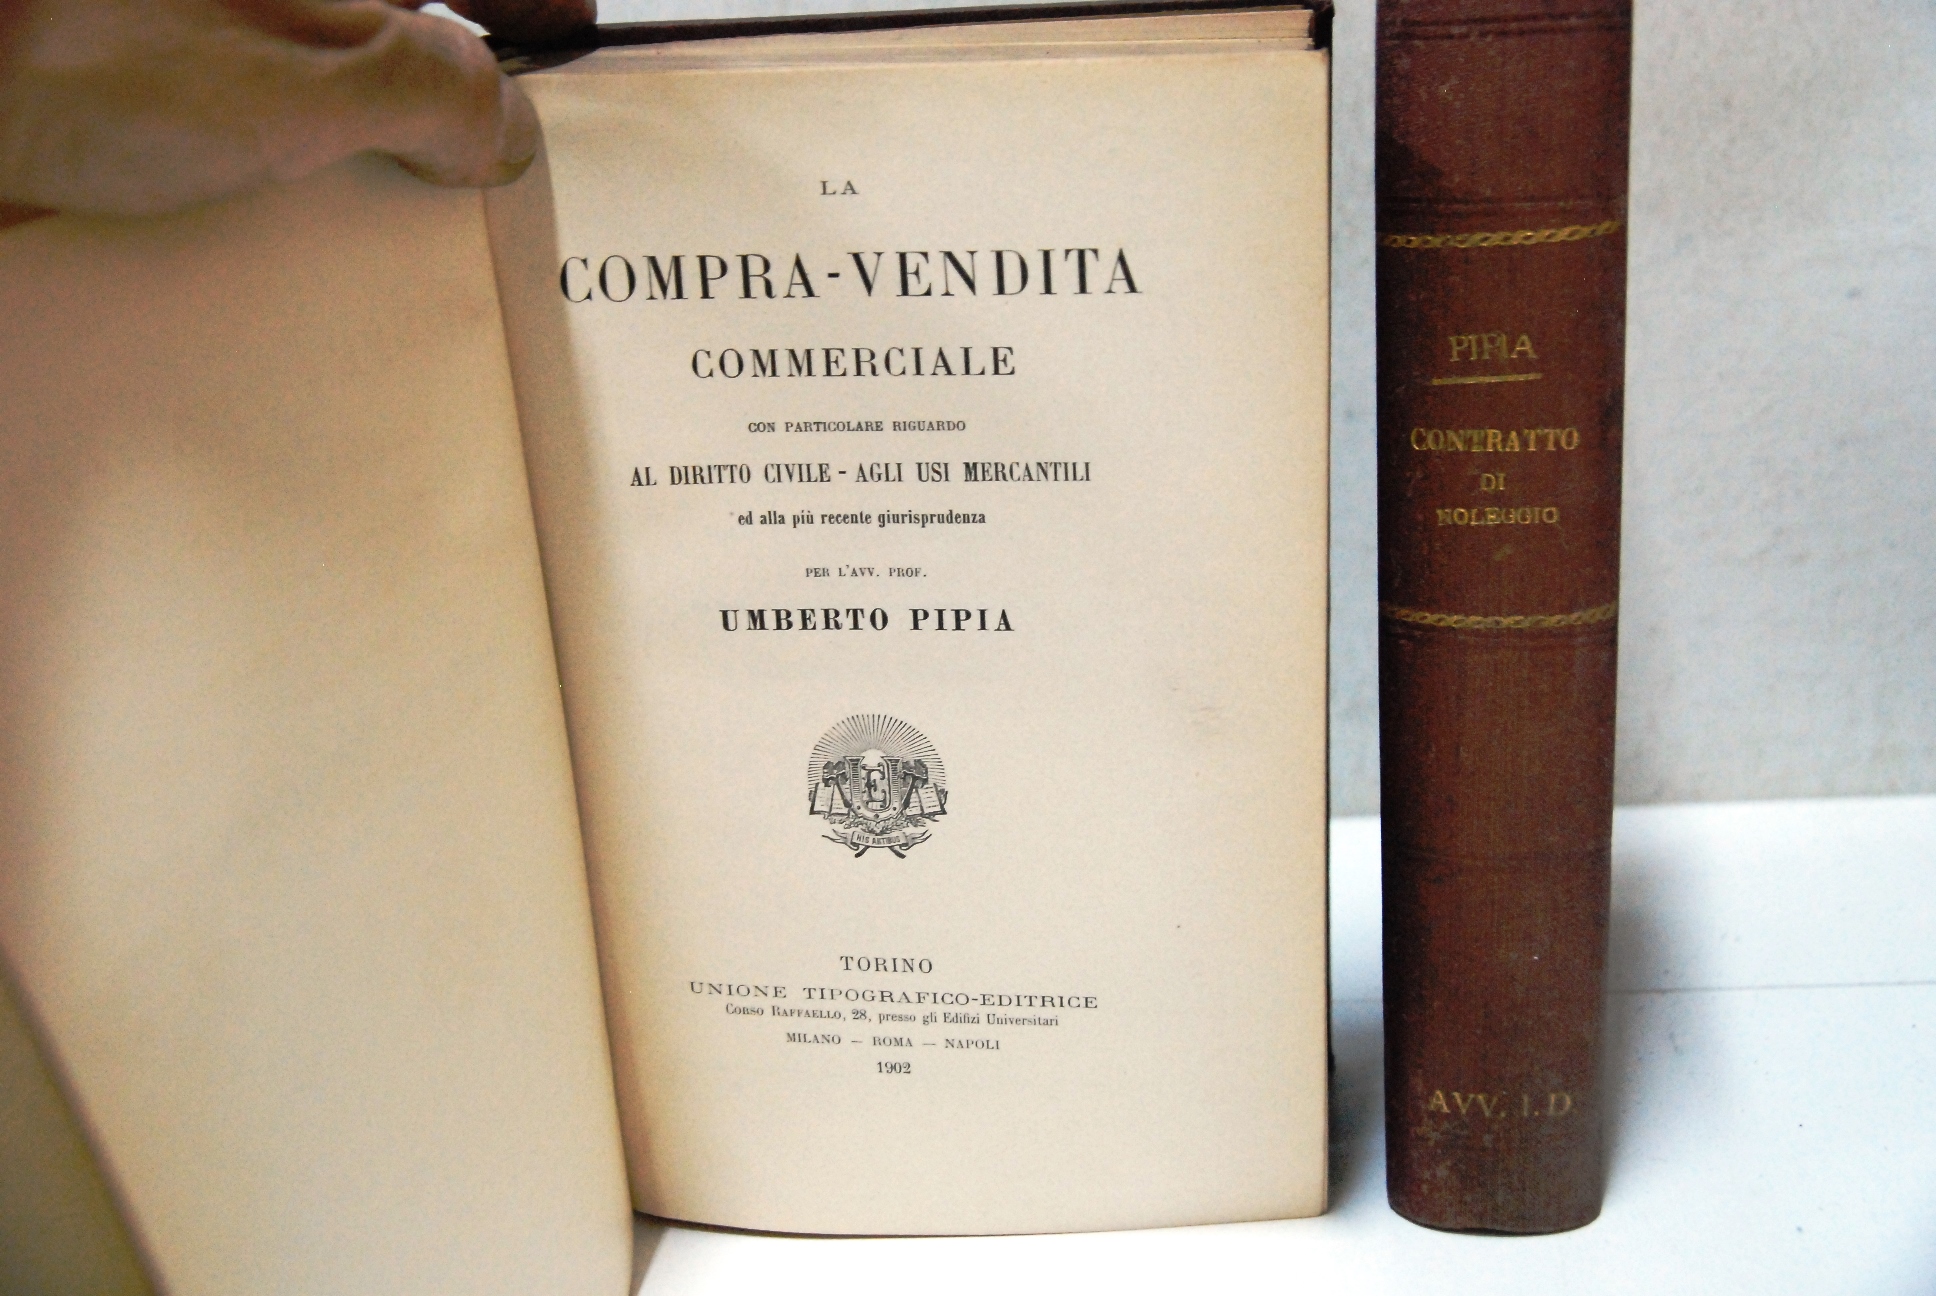 LA
COMPRA-VENDITA
COMMERCIALE
CON PARTICOLARE RIGUARDO
AL DIRITTO CIVILE - AGLI USI MERCANTILI
ed alla più recente giurisprudenza
PER L'AVV. PROF.
UMBERTO PIPIA
UE
HIS ARTIBUS
TORINO
UNIONE TIPOGRAFICO-EDITRICE
CORSO RAFFAELLO, 28, presso gli Edifizi Universitari
MILANO — ROMA — NAPOLI
1902
PIPIA
CONTRATTO
DI
NOLEGGIO
AVV. I. D